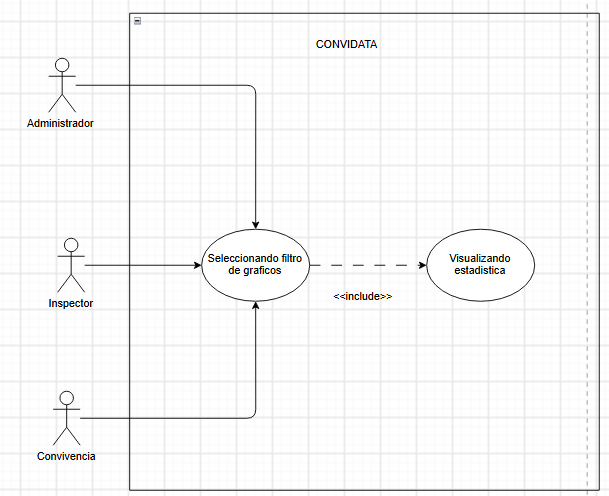 CONVIDATA
Administrador
Seleccionando filtro
de graficos
Visualizando
estadistica
<<include>>
Inspector
Convivencia